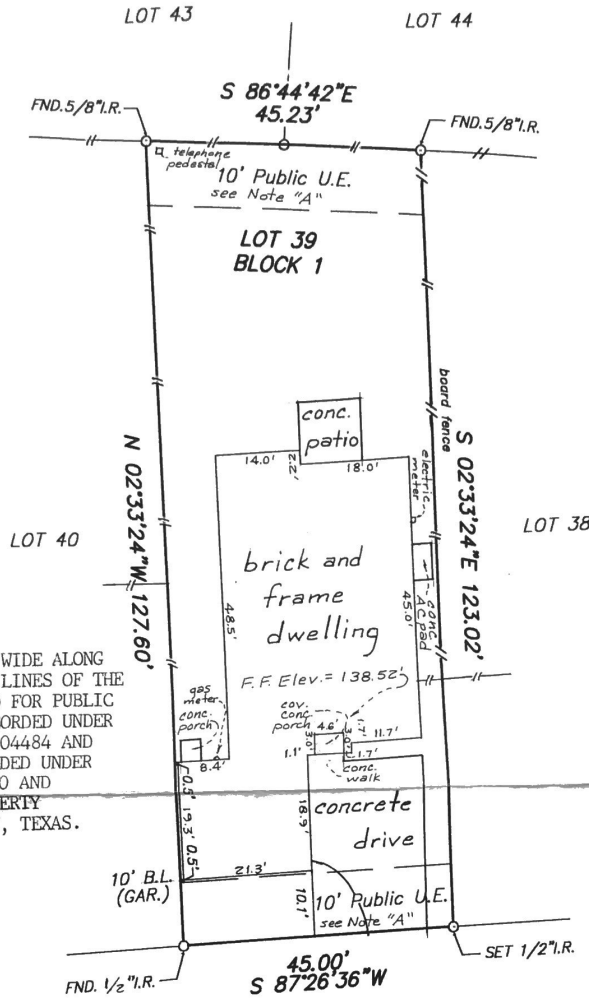 LOT 43
LOT 44
S 86°44'42"E
45.23'
FND.5/8"I.R.
FND.5/8"I.R.
telephone
pedestal
10' Public U.E.
see Note "A"
LOT 39
BLOCK 1
board fence
conc.
patio
14.0'
2.2'
18.0'
electric
meter
N 02°33'24"W 127.60'
S 02°33'24"E 123.02'
LOT 40
LOT 38
brick and
frame
dwelling
48.5'
45.0'
conc.
A.C. pad
F.F. Elev.= 138.52'
WIDE ALONG
LINES OF THE
FOR PUBLIC
ORDED UNDER
04484 AND
DED UNDER
O AND
ERTY
, TEXAS.
gas
meter
conc.
porch
8.4'
cov.
conc.
porch
4.6'
3.0'
3.0'
1.7'
11.7'
1.1'
1.7'
conc.
walk
0.5'
19.3'
0.5'
18.9'
concrete
drive
10' B.L.
(GAR.)
21.3'
10.1'
10' Public U.E.
see Note "A"
FND. 1/2"I.R.
45.00'
S 87°26'36"W
SET 1/2"I.R.